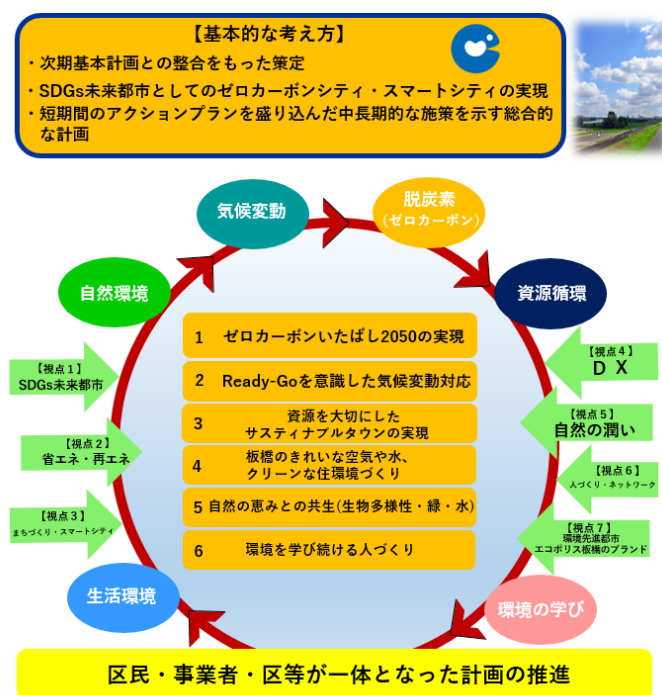 【基本的な考え方】
・次期基本計画との整合をもった策定
・SDGs未来都市としてのゼロカーボンシティ・スマートシティの実現
・短期間のアクションプランを盛り込んだ中長期的な施策を示す総合的
な計画
気候変動
脱炭素
(ゼロカーボン)
自然環境
資源循環
1 ゼロカーボンいたばし2050の実現
2 Ready-Goを意識した気候変動対応
3 資源を大切にした
サスティナブルタウンの実現
4 板橋のきれいな空気や水、
クリーンな住環境づくり
5 自然の恵みとの共生(生物多様性・緑・水)
6 環境を学び続ける人づくり
【視点1】
SDGs未来都市
【視点2】
省エネ・再エネ
【視点3】
まちづくり・スマートシティ
【視点4】
DX
【視点5】
自然の潤い
【視点6】
人づくり・ネットワーク
【視点7】
環境先進都市
エコポリス板橋のブランド
生活環境
環境の学び
区民・事業者・区等が一体となった計画の推進